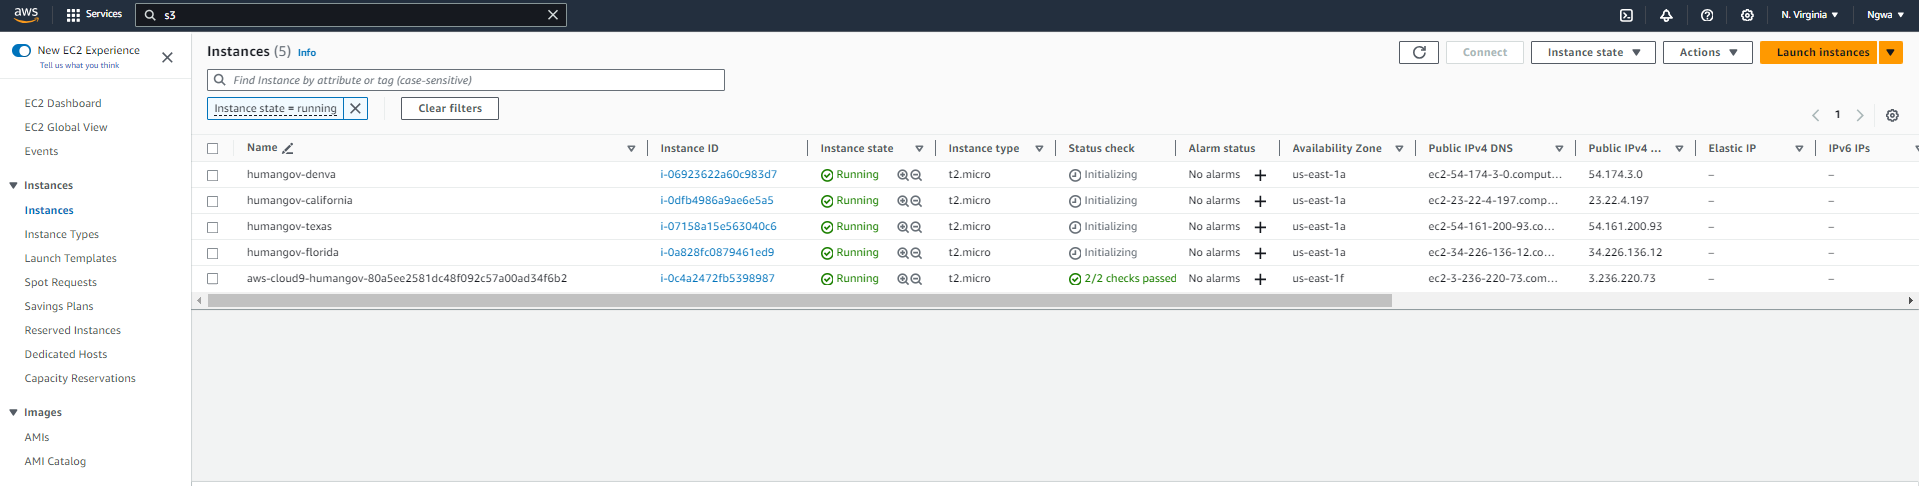 aws Services s3 N. Virginia Ngwa
New EC2 Experience
Tell us what you think
EC2 Dashboard
EC2 Global View
Events
Instances
Instances
Instance Types
Launch Templates
Spot Requests
Savings Plans
Reserved Instances
Dedicated Hosts
Capacity Reservations
Images
AMIs
AMI Catalog
Instances (5) Info Connect Instance state Actions Launch instances
Find Instance by attribute or tag (case-sensitive)
Instance state = running Clear filters
1
Name Instance ID Instance state Instance type Status check Alarm status Availability Zone Public IPv4 DNS Public IPv4 ... Elastic IP IPv6 IPs
humangov-denva i-06923622a60c983d7 Running t2.micro Initializing No alarms us-east-1a ec2-54-174-3-0.comput... 54.174.3.0 – –
humangov-california i-0dfb4986a9ae6e5a5 Running t2.micro Initializing No alarms us-east-1a ec2-23-22-4-197.comp... 23.22.4.197 – –
humangov-texas i-07158a15e563040c6 Running t2.micro Initializing No alarms us-east-1a ec2-54-161-200-93.co... 54.161.200.93 – –
humangov-florida i-0a828fc0879461ed9 Running t2.micro Initializing No alarms us-east-1a ec2-34-226-136-12.co... 34.226.136.12 – –
aws-cloud9-humangov-80a5ee2581dc48f092c57a00ad34f6b2 i-0c4a2472fb5398987 Running t2.micro 2/2 checks passed No alarms us-east-1f ec2-3-236-220-73.com... 3.236.220.73 – –